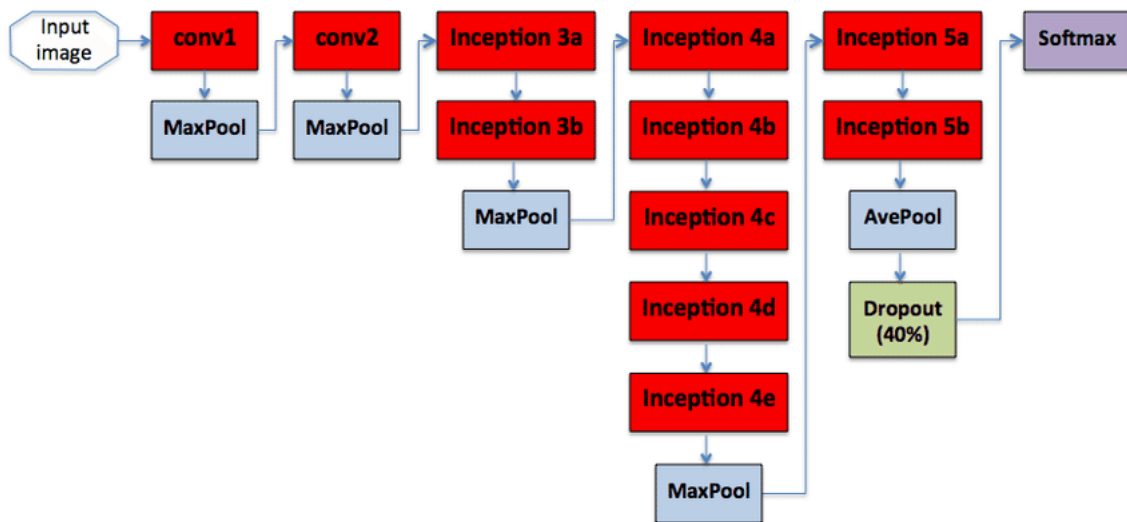 Input
image
conv1
MaxPool
conv2
MaxPool
Inception 3a
Inception 3b
MaxPool
Inception 4a
Inception 4b
Inception 4c
Inception 4d
Inception 4e
MaxPool
Inception 5a
Inception 5b
AvePool
Dropout
(40%)
Softmax